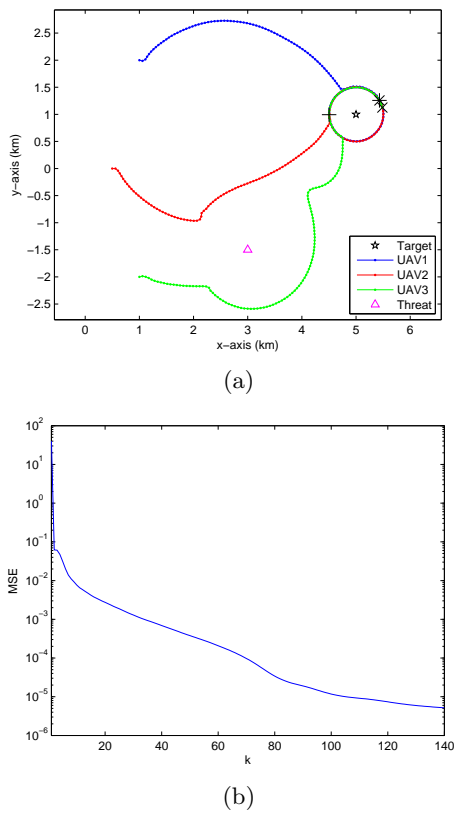 2.5
2
1.5
1
0.5
0
−0.5
−1
−1.5
−2
−2.5
y−axis (km)
Target
UAV1
UAV2
UAV3
Threat
0 1 2 3 4 5 6
x−axis (km)
(a)
10^2
10^1
10^0
10^−1
10^−2
10^−3
10^−4
10^−5
10^−6
MSE
20 40 60 80 100 120 140
k
(b)